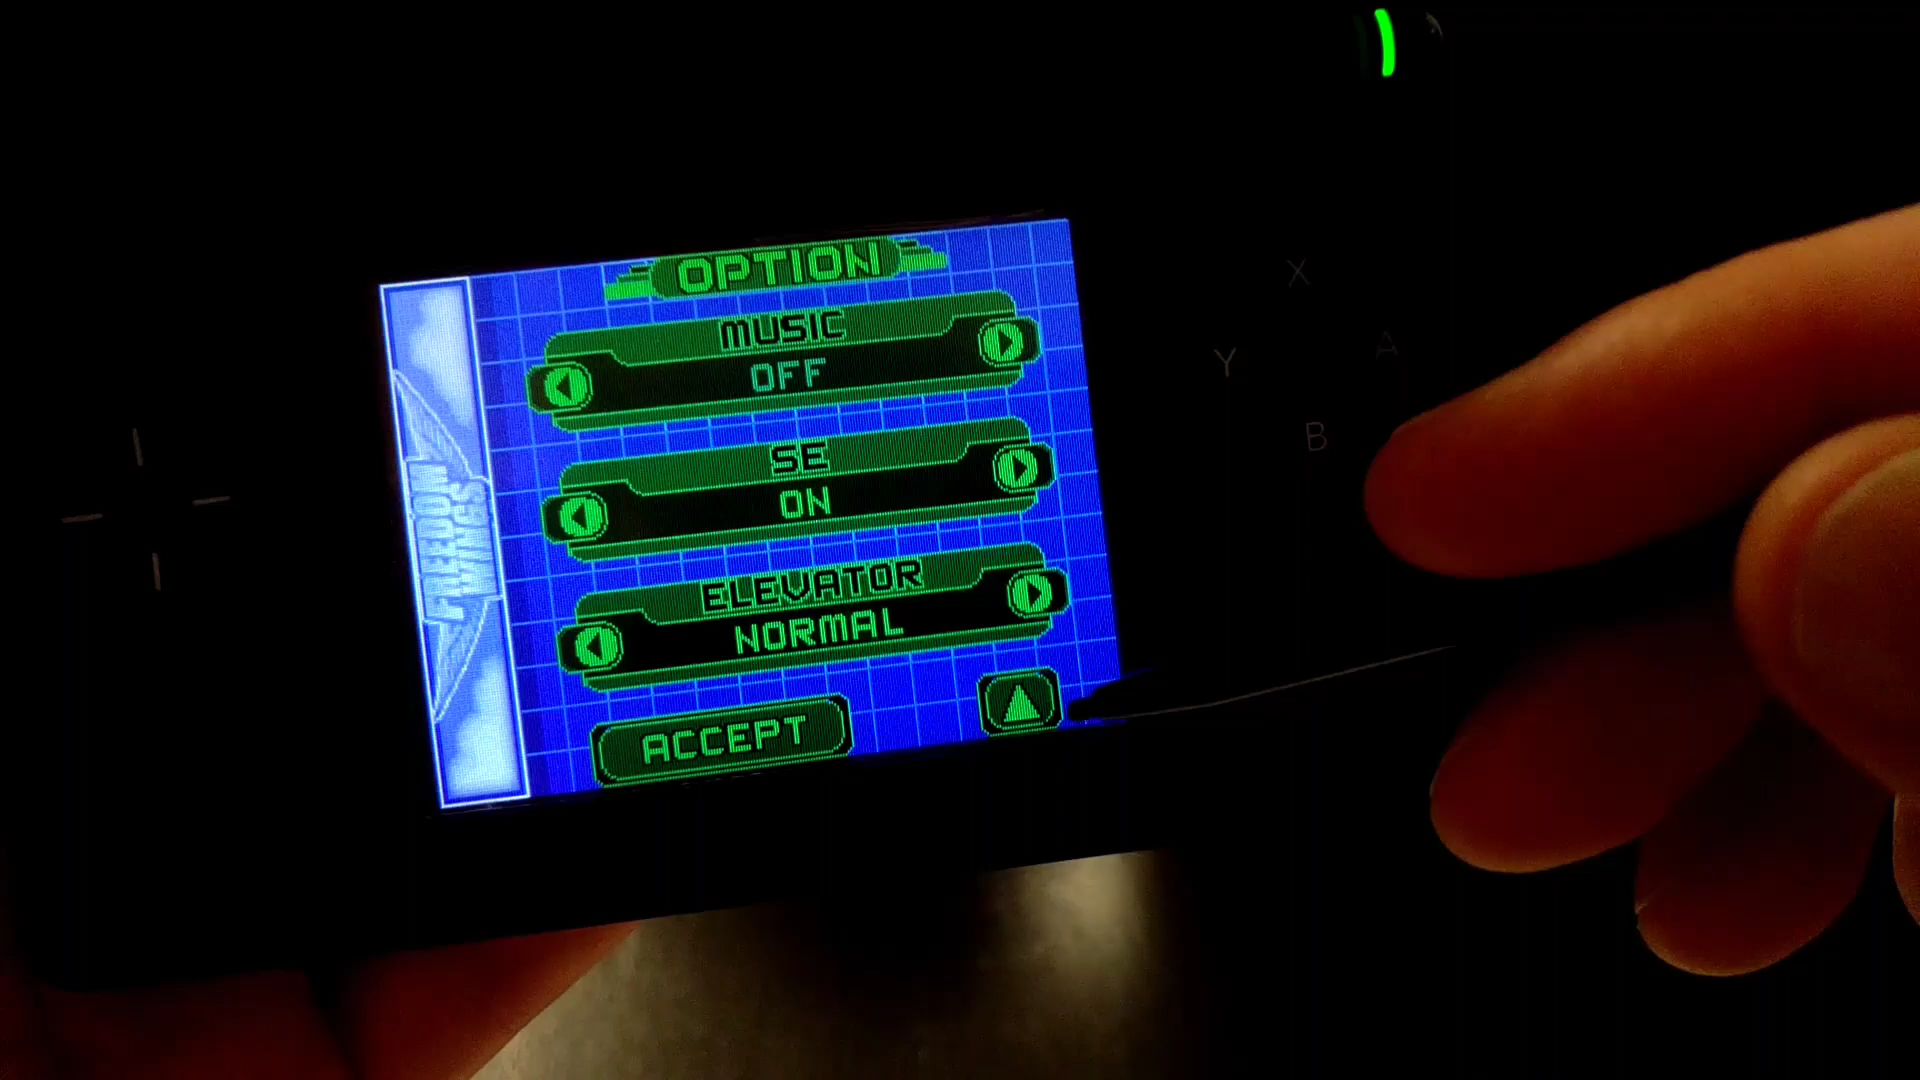 OPTION
MUSIC
OFF
SE
ON
ELEVATOR
NORMAL
ACCEPT
FREEDOM
WINGS
X
Y
A
B